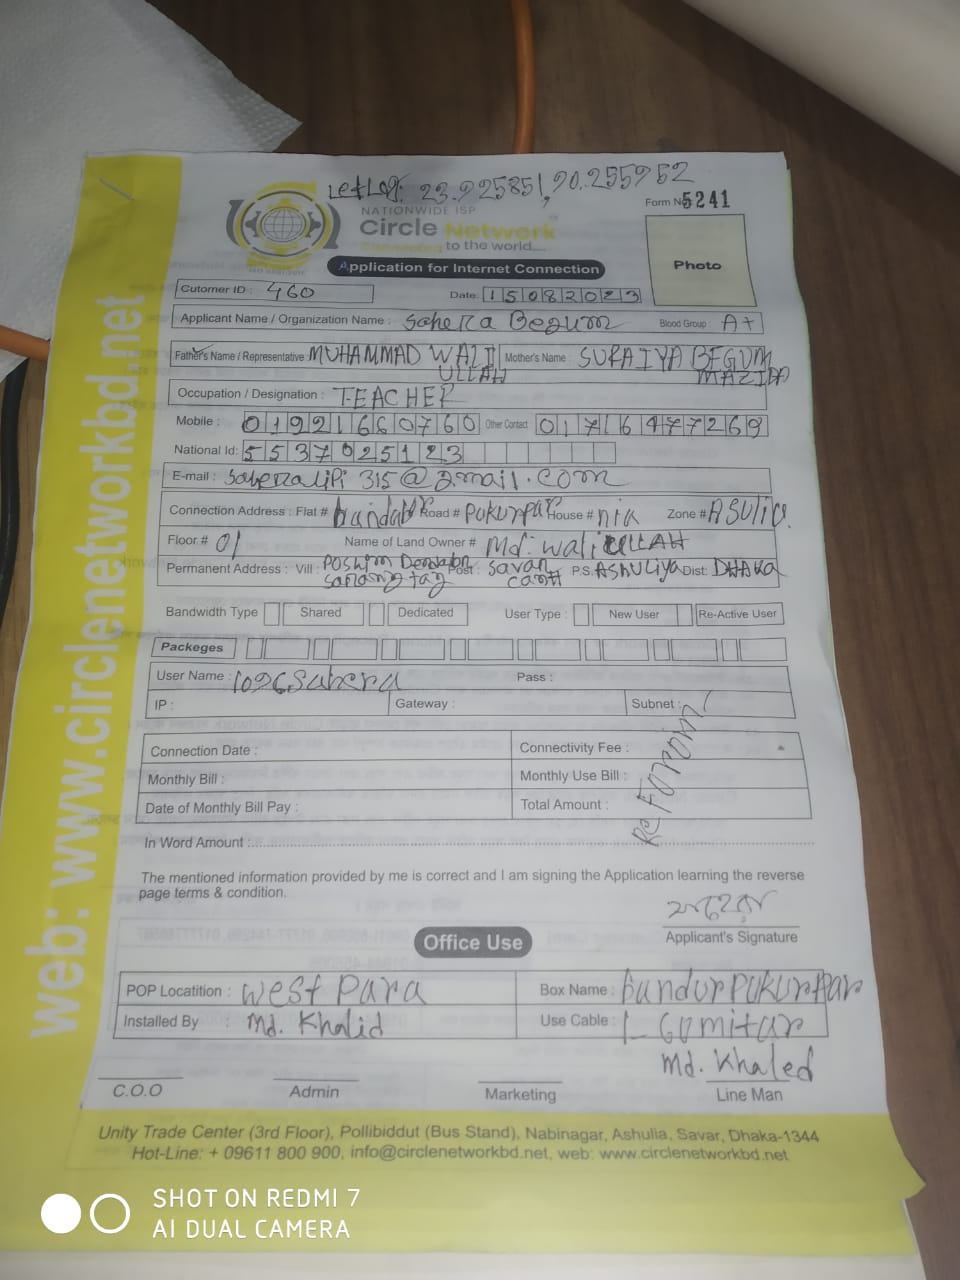 Let Log: 23.925851, 90.255952
NATIONWIDE ISP
Form No 5241
Circle Network
Connected to the world....
Photo
Application for Internet Connection
Cutomer ID : 460 Date: 15082023
Applicant Name / Organization Name : Sahera Begum Blood Group : A+
Father's Name / Representative: MUHAMMAD WALI ULLAH Mother's Name : SURAIYA BEGUM MAZIDA
Occupation / Designation : TEACHER
Mobile : 01921660760 Other Contact 01716477269
National Id: 5537025123
E-mail : @gmail.com
Connection Address : Flat # Road # pukurpar House # n/a Zone # ASulia
Floor.# 01 Name of Land Owner # Md. wali ULLAH
Permanent Address : Vill : Poshim Post : Savar cantt P.S. ASHULIYA Dist: DHAKA
Bandwidth Type Shared Dedicated User Type : New User Re-Active User
Packeges
User Name : 1096Sahera Pass :
IP : Gateway : Subnet :
Connection Date : Connectivity Fee :
Monthly Bill : Monthly Use Bill :
Date of Monthly Bill Pay : Total Amount :
In Word Amount :
The mentioned information provided by me is correct and I am signing the Application learning the reverse
page terms & condition.
সাহেরা
Applicant's Signature
Office Use
POP Locatition : west para Box Name : bandurpukurpar
Installed By : Md. Khalid Use Cable :
Md. Khaled
C.O.O Admin Marketing Line Man
Unity Trade Center (3rd Floor), Pollibiddut (Bus Stand), Nabinagar, Ashulia, Savar, Dhaka-1344
Hot-Line: + 09611 800 900, info@circlenetworkbd.net, web: www.circlenetworkbd.net
web: www.circlenetworkbd.net
SHOT ON REDMI 7
AI DUAL CAMERA